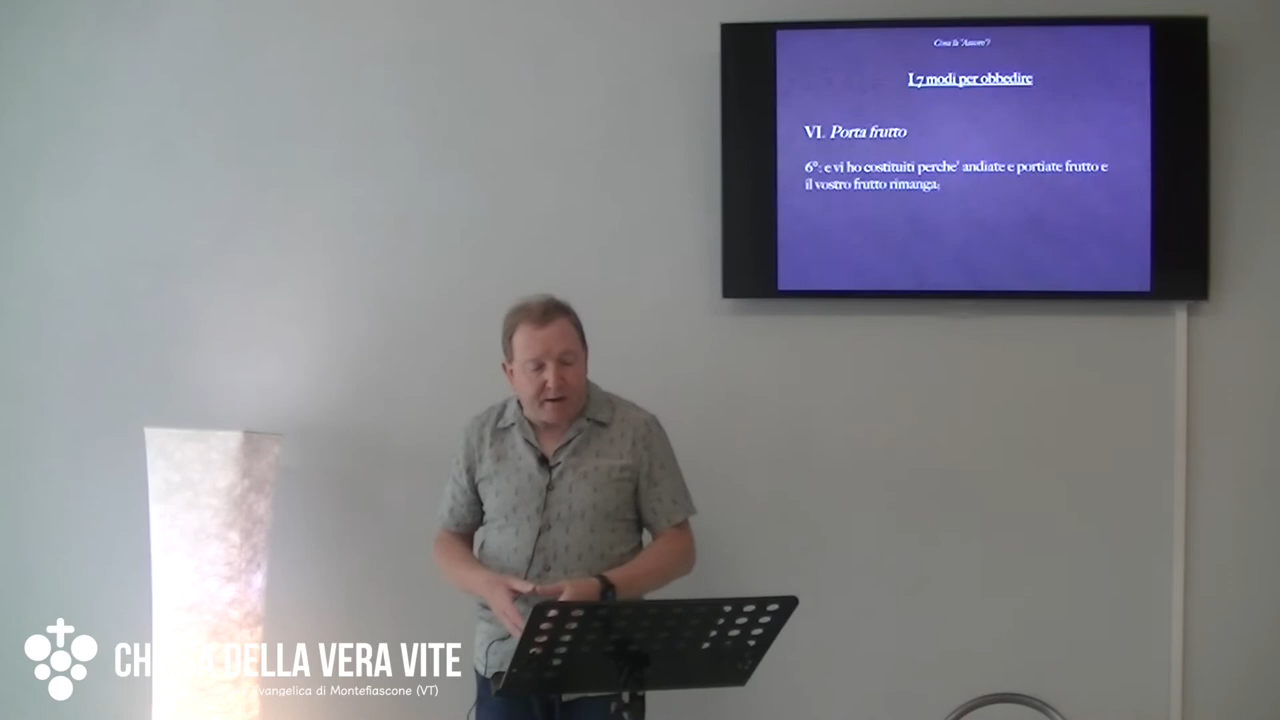 Cosa fa "Amore"?
I 7 modi per obbedire
VI. Porta frutto
6°: e vi ho costituiti perche' andiate e portiate frutto e
il vostro frutto rimanga;
DELLA VERA VITE
Evangelica di Montefiascone (VT)